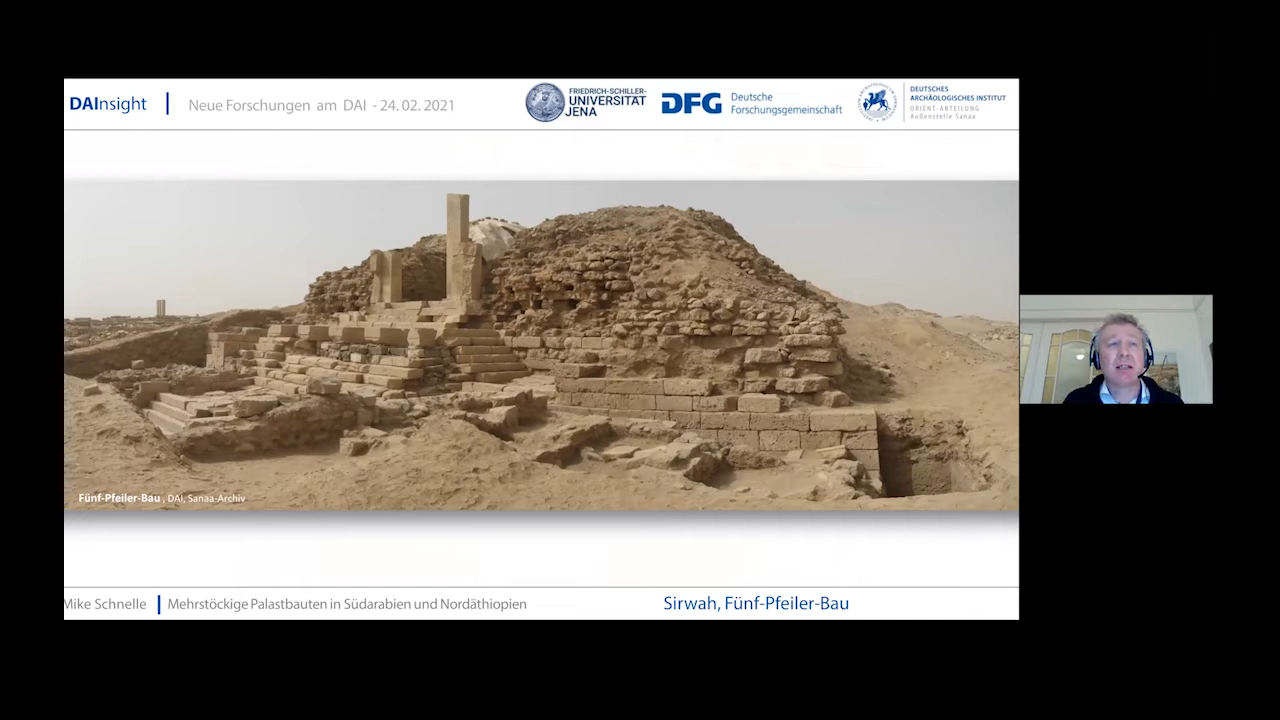 DAInsight
Neue Forschungen am DAI - 24.02.2021
FRIEDRICH-SCHILLER-
UNIVERSITÄT
JENA
DFG
Deutsche
Forschungsgemeinschaft
DEUTSCHES
ARCHÄOLOGISCHES INSTITUT
ORIENT-ABTEILUNG
Außenstelle Sanaa
Fünf-Pfeiler-Bau , DAI, Sanaa-Archiv
Mike Schnelle
Mehrstöckige Palastbauten in Südarabien und Nordäthiopien
Sirwah, Fünf-Pfeiler-Bau